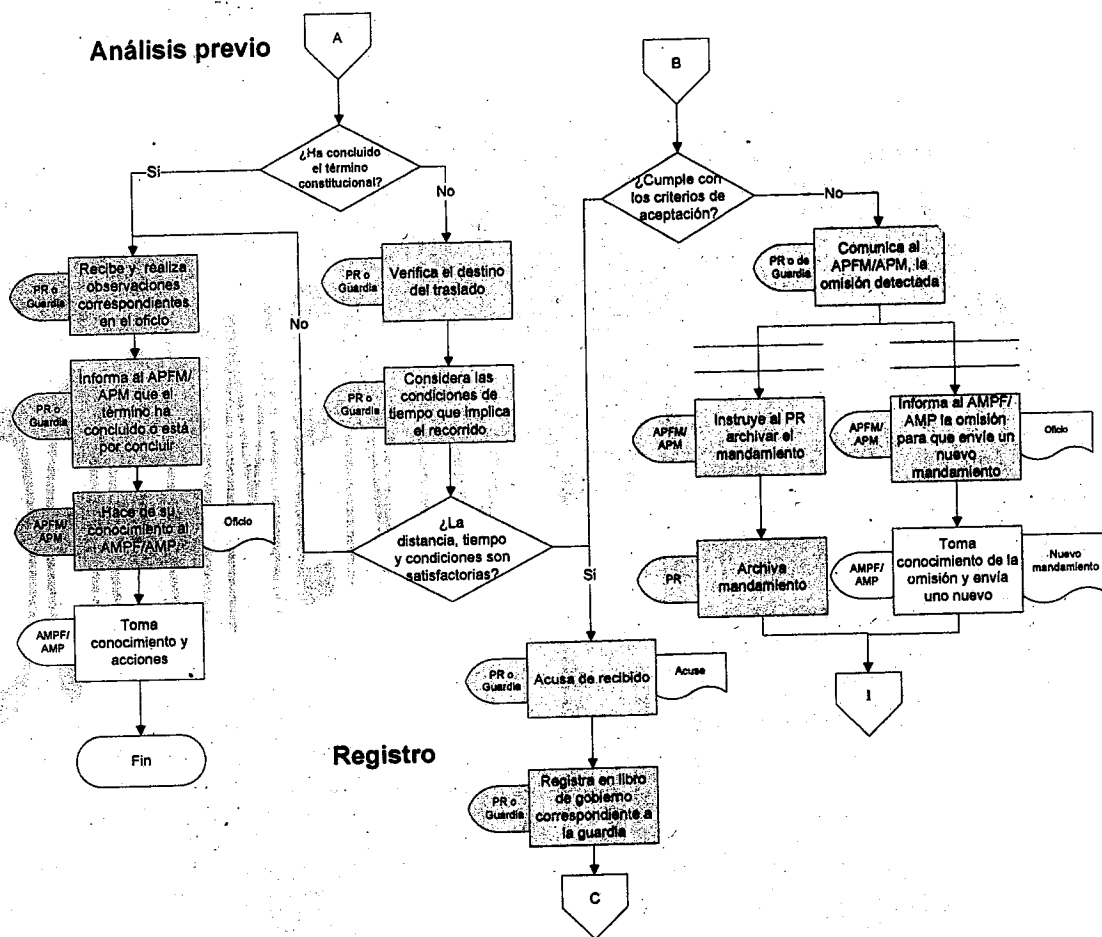 Análisis previo
A
¿Ha concluido
el término
constitucional?
Sí
No
PR o
Guardia
Recibe y realiza
observaciones
correspondientes
en el oficio
PR o
Guardia
Verifica el destino
del traslado
No
PR o
Guardia
Informa al APFM/
APM que el
término ha
concluido o está
por concluir
PR o
Guardia
Considera las
condiciones de
tiempo que implica
el recorrido
APFM/
APM
Hace de su
conocimiento al
AMPF/AMP
Oficio
¿La
distancia, tiempo
y condiciones son
satisfactorias?
Sí
AMPF/
AMP
Toma
conocimiento y
acciones
Fin
B
¿Cumple con
los criterios de
aceptación?
No
PR o de
Guardia
Comunica al
APFM/APM, la
omisión detectada
APFM/
APM
Instruye al PR
archivar el
mandamiento
APFM/
APM
Informa al AMPF/
AMP la omisión
para que envíe un
nuevo
mandamiento
Oficio
PR
Archiva
mandamiento
AMPF/
AMP
Toma
conocimiento de la
omisión y envía
uno nuevo
Nuevo
mandamiento
1
PR o
Guardia
Acusa de recibido
Acuse
Registro
PR o
Guardia
Registra en libro
de gobierno
correspondiente a
la guardia
C